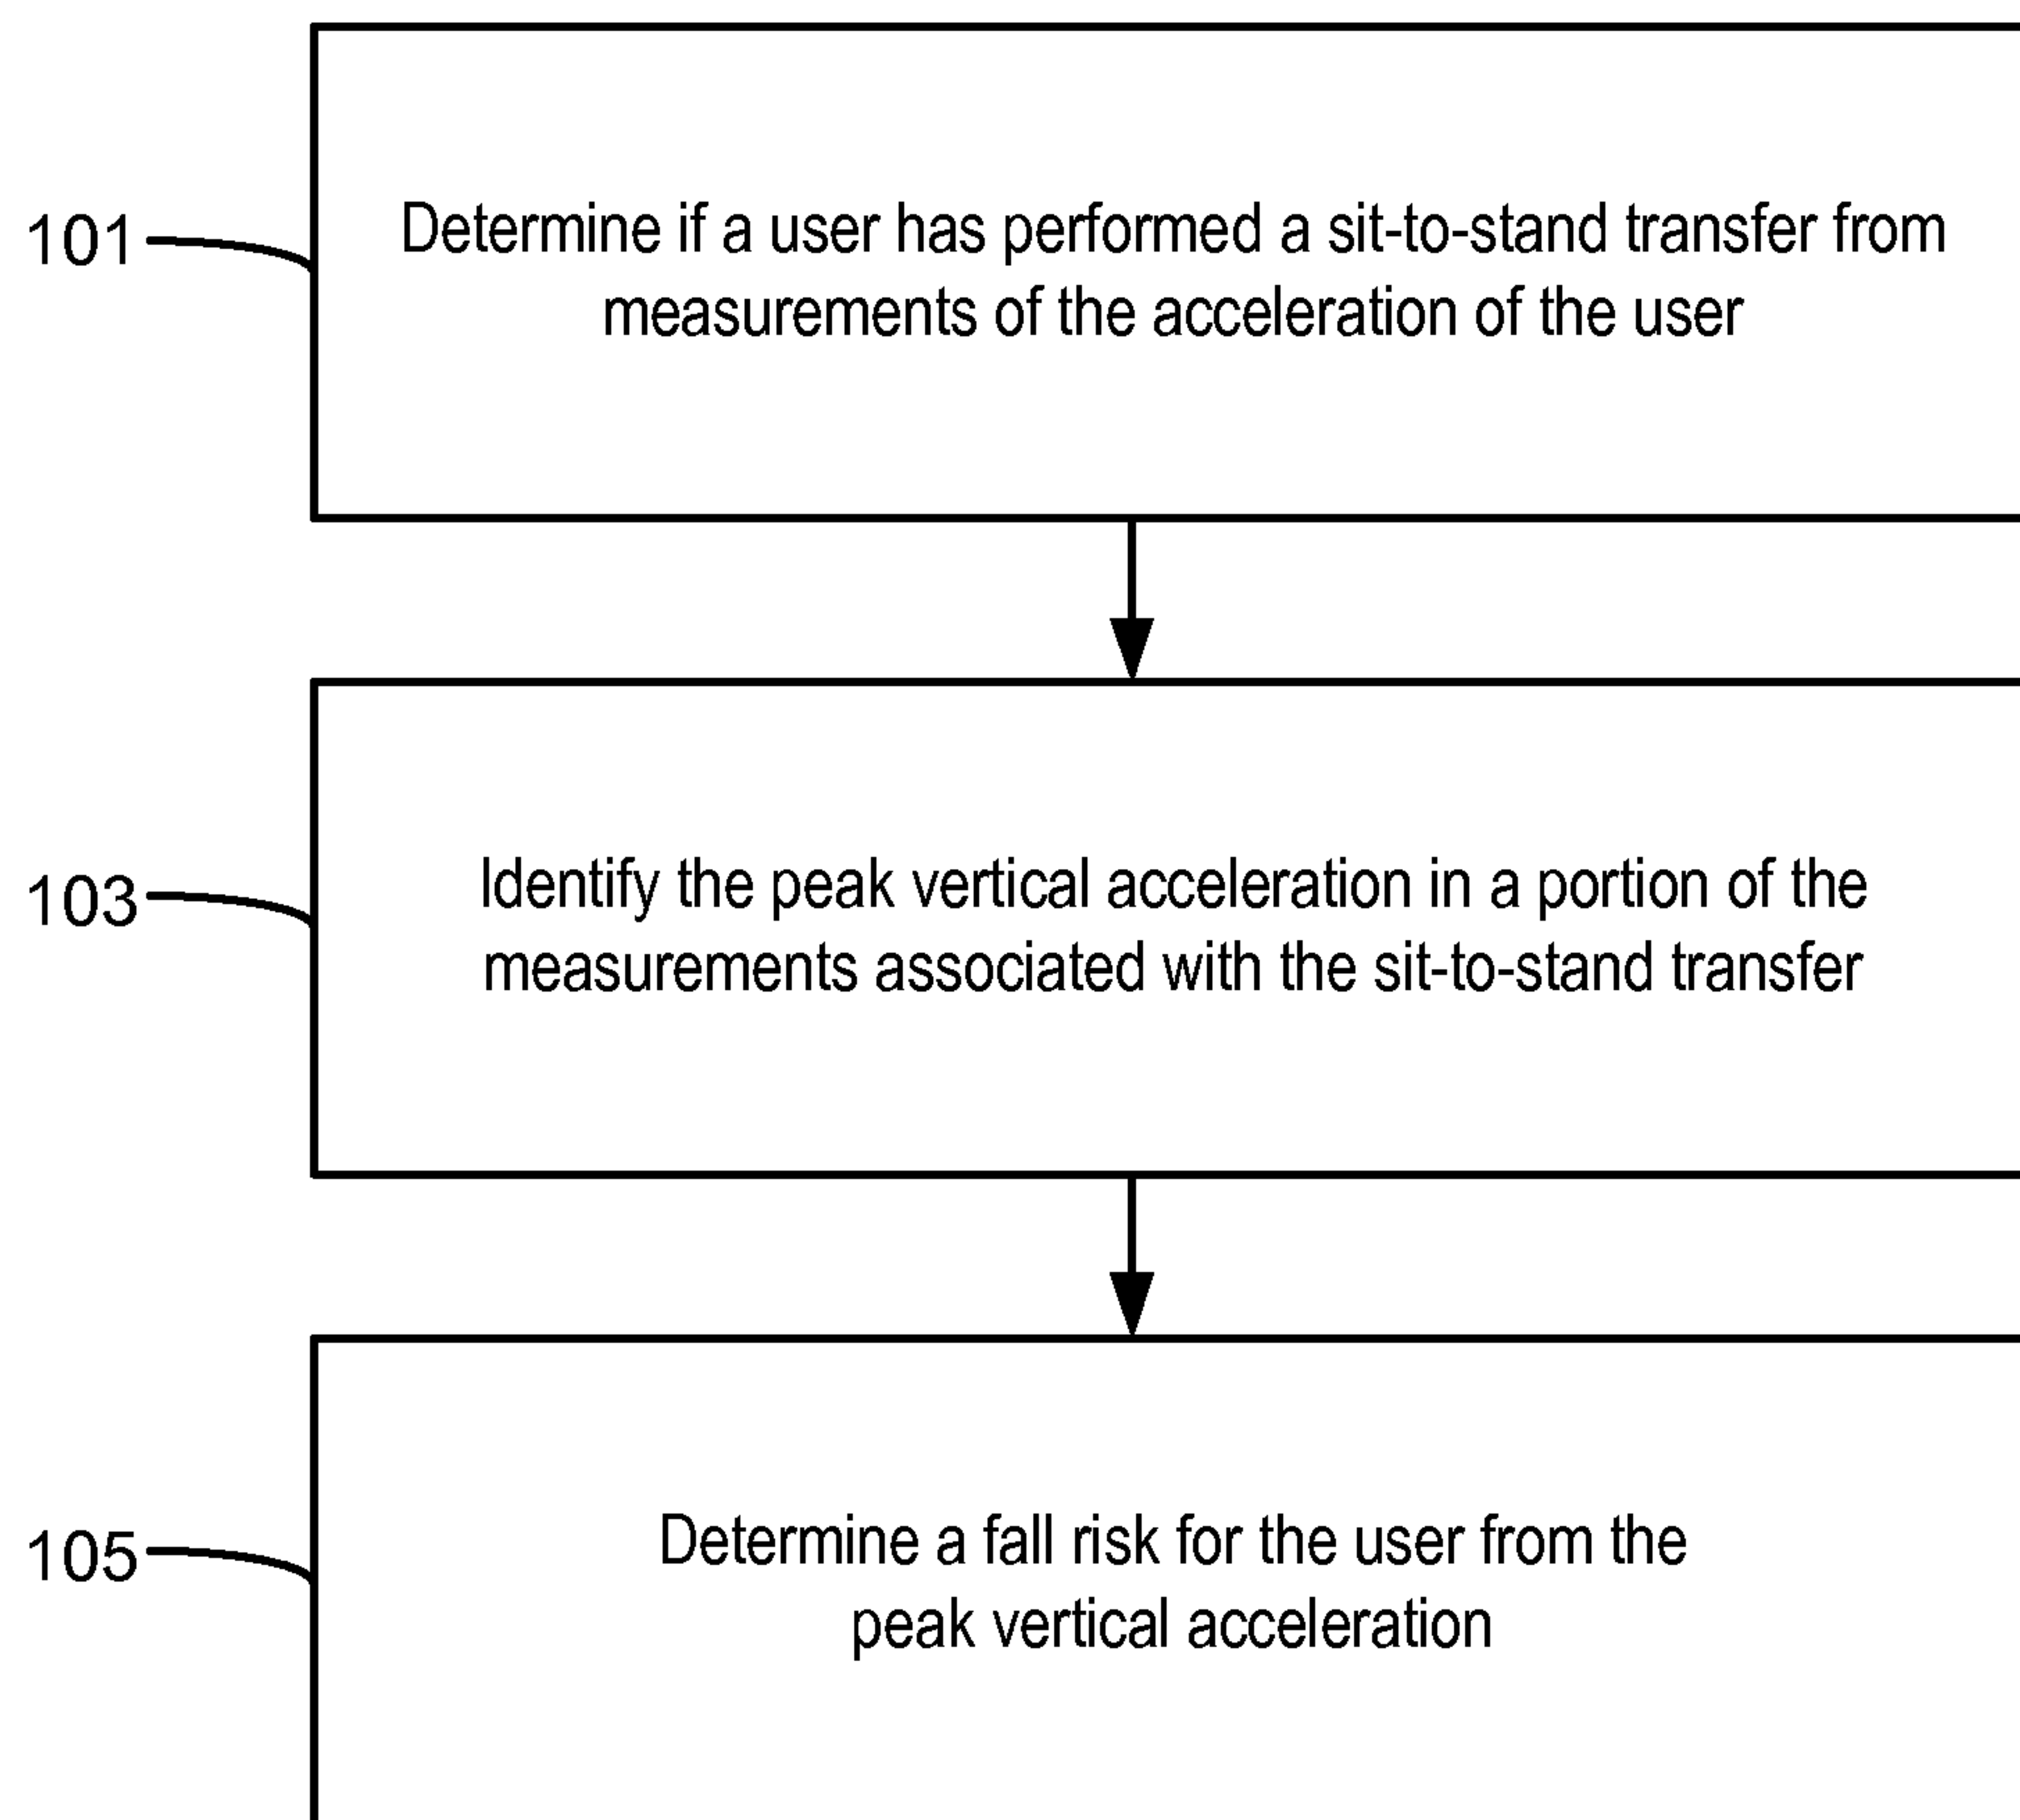 101
Determine if a user has performed a sit-to-stand transfer from
measurements of the acceleration of the user
103
Identify the peak vertical acceleration in a portion of the
measurements associated with the sit-to-stand transfer
105
Determine a fall risk for the user from the
peak vertical acceleration